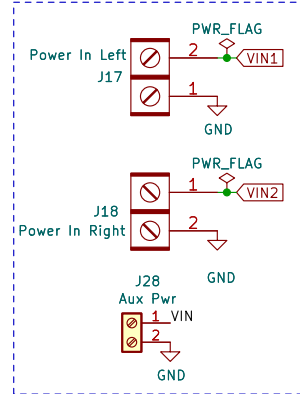 PWR_FLAG
Power In Left
2
VIN1
J17
1
GND
PWR_FLAG
1
VIN2
J18
Power In Right
2
GND
J28
Aux Pwr
1
VIN
2
GND